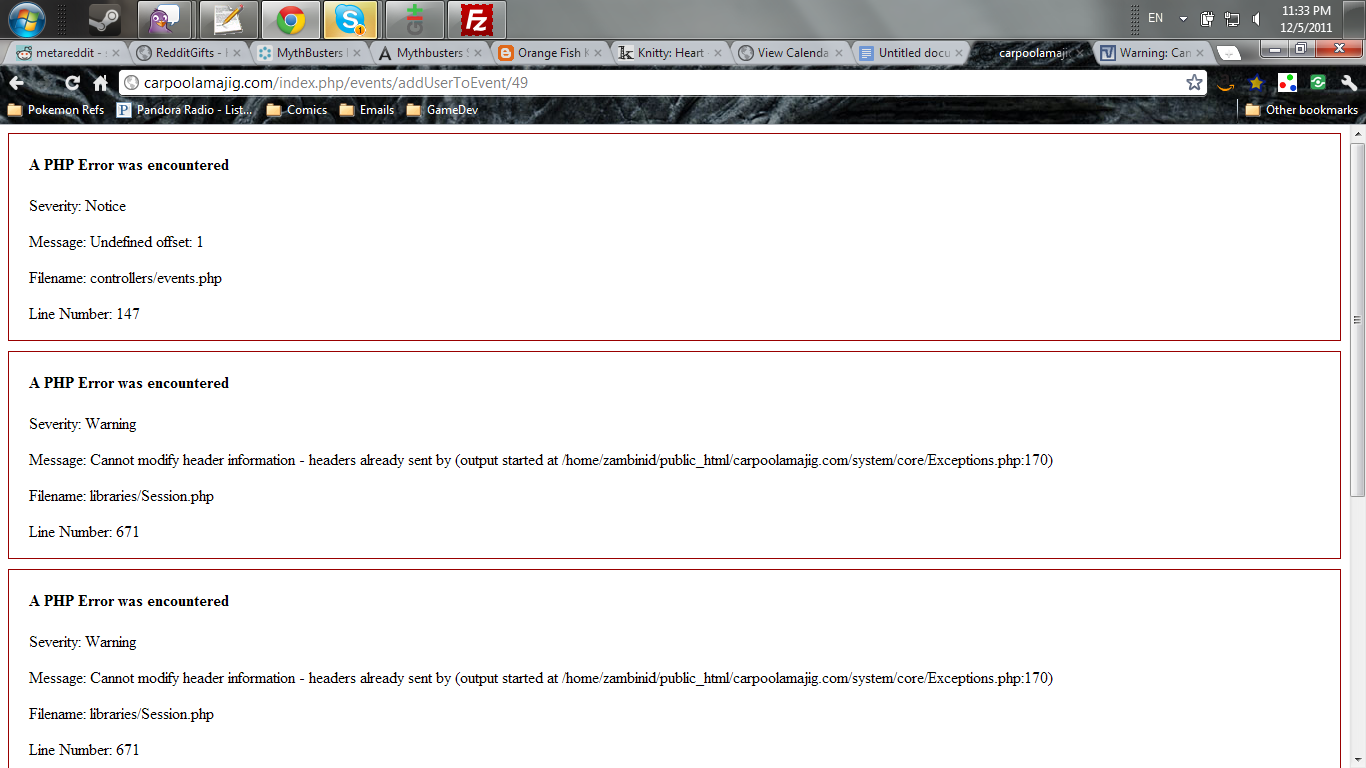 EN
11:33 PM
12/5/2011
1
metareddit - s
RedditGifts - I
MythBusters
Mythbusters S
Orange Fish K
Knitty: Heart
View Calenda
Untitled docu
carpoolamajig
Warning: Can
carpoolamajig.com/index.php/events/addUserToEvent/49
Pokemon Refs
Pandora Radio - List...
Comics
Emails
GameDev
Other bookmarks
A PHP Error was encountered
Severity: Notice
Message: Undefined offset: 1
Filename: controllers/events.php
Line Number: 147
A PHP Error was encountered
Severity: Warning
Message: Cannot modify header information - headers already sent by (output started at /home/zambinid/public_html/carpoolamajig.com/system/core/Exceptions.php:170)
Filename: libraries/Session.php
Line Number: 671
A PHP Error was encountered
Severity: Warning
Message: Cannot modify header information - headers already sent by (output started at /home/zambinid/public_html/carpoolamajig.com/system/core/Exceptions.php:170)
Filename: libraries/Session.php
Line Number: 671